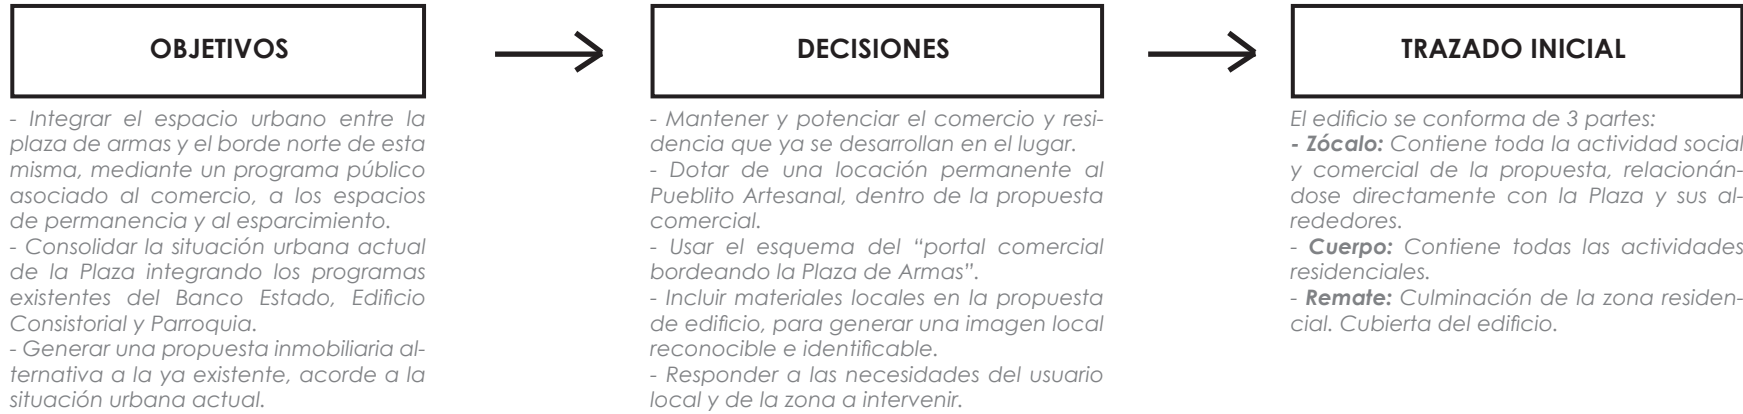 OBJETIVOS
- Integrar el espacio urbano entre la
plaza de armas y el borde norte de esta
misma, mediante un programa público
asociado al comercio, a los espacios
de permanencia y al esparcimiento.
- Consolidar la situación urbana actual
de la Plaza integrando los programas
existentes del Banco Estado, Edificio
Consistorial y Parroquia.
- Generar una propuesta inmobiliaria al-
ternativa a la ya existente, acorde a la
situación urbana actual.
DECISIONES
- Mantener y potenciar el comercio y resi-
dencia que ya se desarrollan en el lugar.
- Dotar de una locación permanente al
Pueblito Artesanal, dentro de la propuesta
comercial.
- Usar el esquema del “portal comercial
bordeando la Plaza de Armas”.
- Incluir materiales locales en la propuesta
de edificio, para generar una imagen local
reconocible e identificable.
- Responder a las necesidades del usuario
local y de la zona a intervenir.
TRAZADO INICIAL
El edificio se conforma de 3 partes:
- Zócalo: Contiene toda la actividad social
y comercial de la propuesta, relacionán-
dose directamente con la Plaza y sus al-
rededores.
- Cuerpo: Contiene todas las actividades
residenciales.
- Remate: Culminación de la zona residen-
cial. Cubierta del edificio.